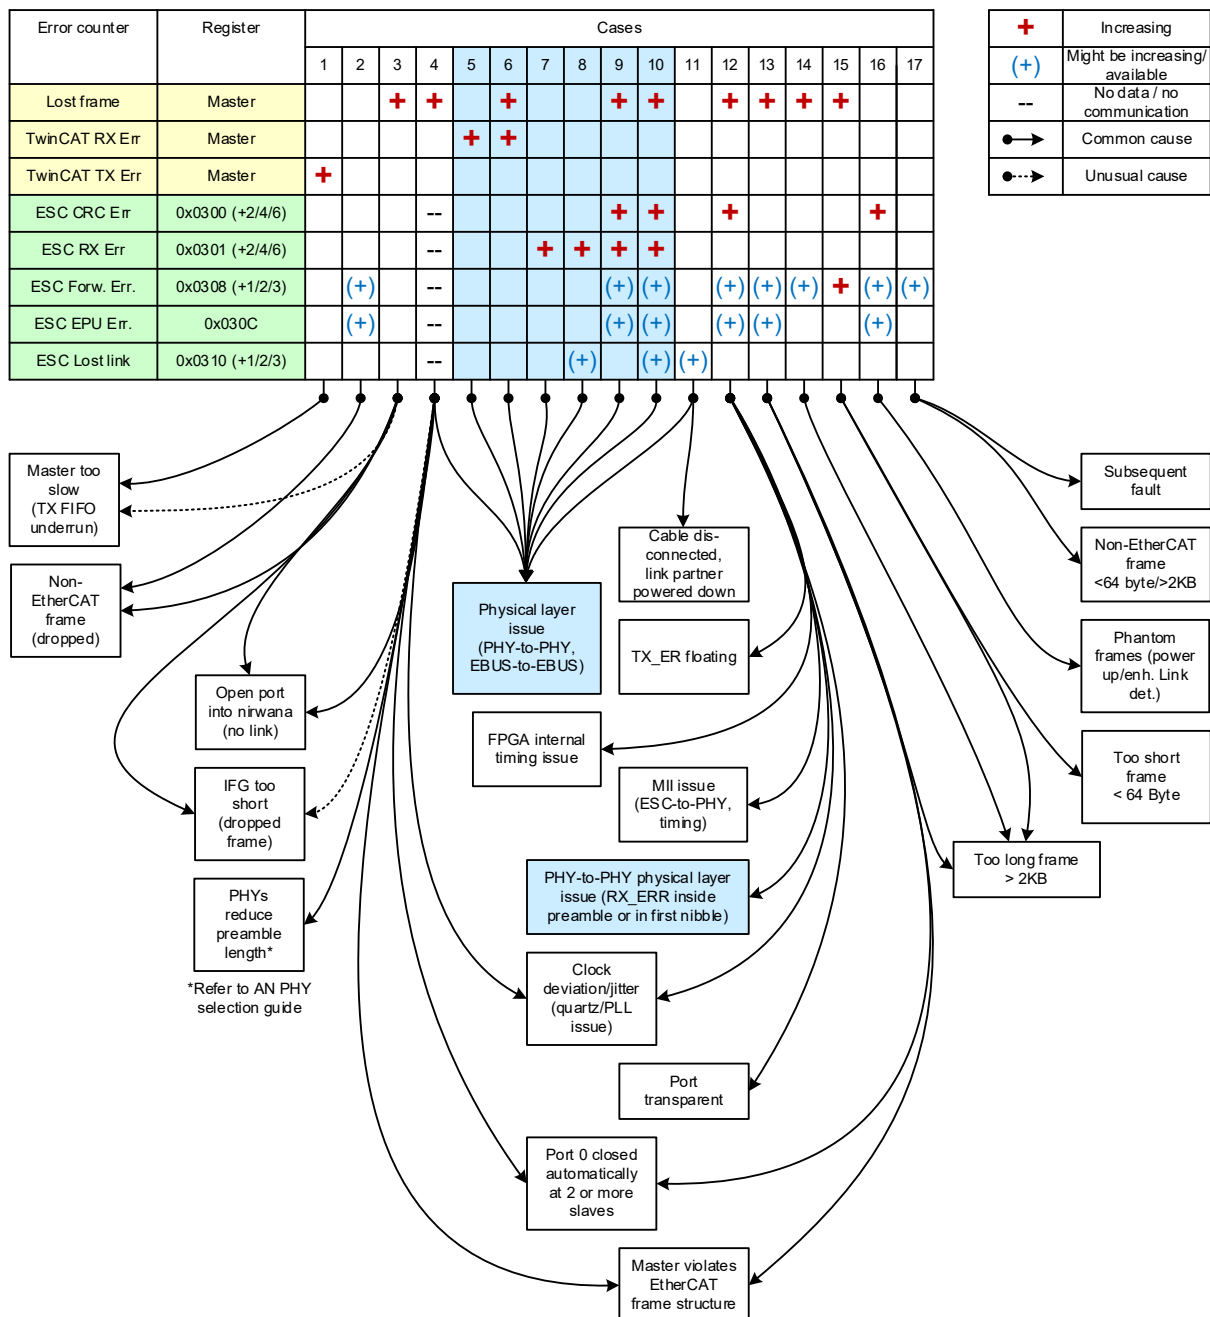 Error counter Register Cases
1 2 3 4 5 6 7 8 9 10 11 12 13 14 15 16 17
Lost frame Master + + + + + + + + +
TwinCAT RX Err Master + +
TwinCAT TX Err Master +
ESC CRC Err 0x0300 (+2/4/6) -- + + + +
ESC RX Err 0x0301 (+2/4/6) -- + + + +
ESC Forw. Err. 0x0308 (+1/2/3) (+) -- (+) (+) (+) (+) (+) + (+) (+)
ESC EPU Err. 0x030C (+) -- (+) (+) (+) (+) (+)
ESC Lost link 0x0310 (+1/2/3) -- (+) (+) (+)
+ Increasing
(+) Might be increasing/
available
-- No data / no
communication
Common cause
Unusual cause
Master too
slow
(TX FIFO
underrun)
Non-
EtherCAT
frame
(dropped)
Open port
into nirwana
(no link)
IFG too
short
(dropped
frame)
PHYs
reduce
preamble
length*
*Refer to AN PHY
selection guide
Physical layer
issue
(PHY-to-PHY,
EBUS-to-EBUS)
Cable dis-
connected,
link partner
powered down
TX_ER floating
FPGA internal
timing issue
MII issue
(ESC-to-PHY,
timing)
PHY-to-PHY physical layer
issue (RX_ERR inside
preamble or in first nibble)
Clock
deviation/jitter
(quartz/PLL
issue)
Port
transparent
Port 0 closed
automatically
at 2 or more
slaves
Master violates
EtherCAT
frame structure
Subsequent
fault
Non-EtherCAT
frame
<64 byte/>2KB
Phantom
frames (power
up/enh. Link
det.)
Too short
frame
< 64 Byte
Too long frame
> 2KB